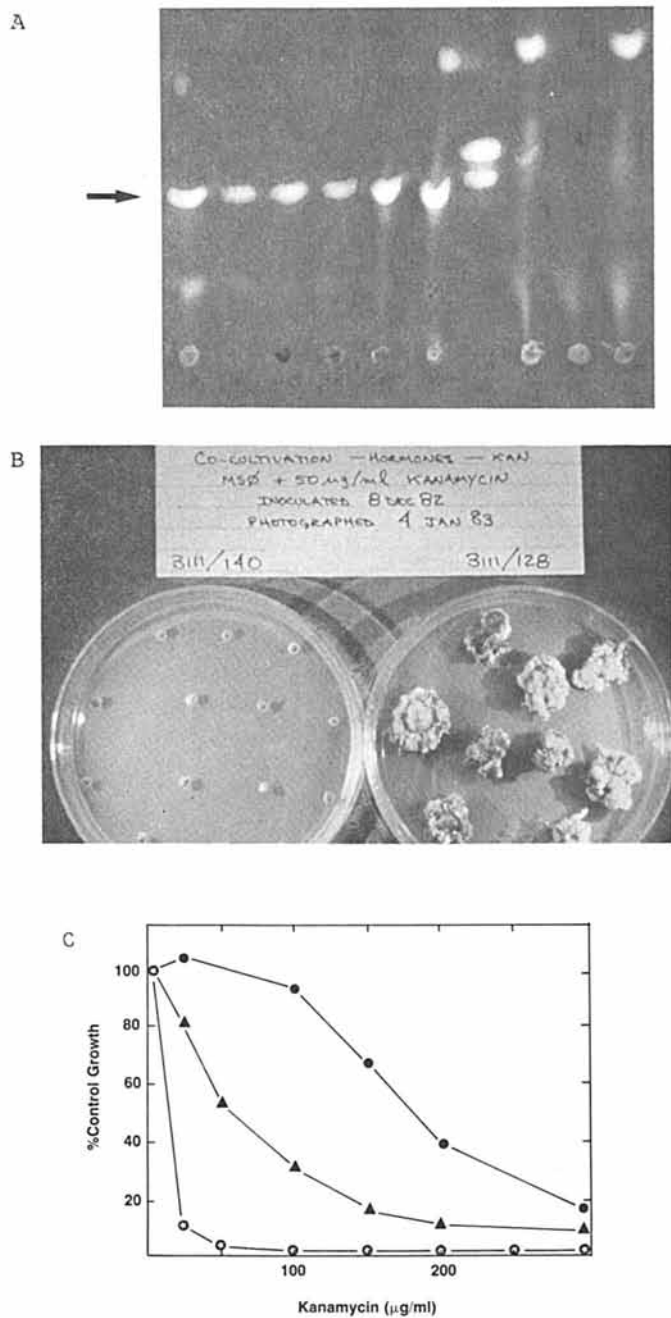 A
B
CO-CULTIVATION — HORMONES — KAN
MSØ + 50 µg/ml KANAMYCIN
INOCULATED 8 DEC 82
PHOTOGRAPHED 4 JAN 83
3111/140 3111/128
C
%Control Growth
100
80
60
40
20
100 200
Kanamycin (µg/ml)